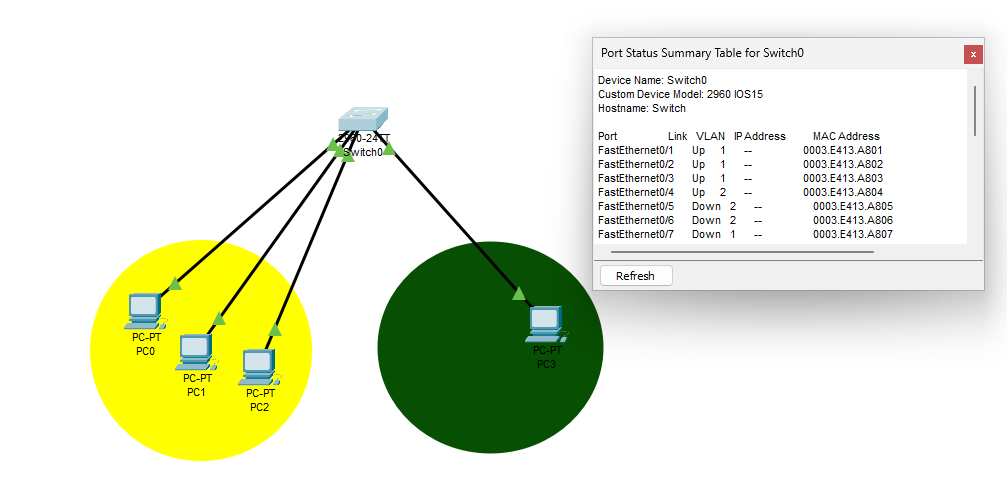 Port Status Summary Table for Switch0
x
Device Name: Switch0
Custom Device Model: 2960 IOS15
Hostname: Switch
Port Link VLAN IP Address MAC Address
FastEthernet0/1 Up 1 -- 0003.E413.A801
FastEthernet0/2 Up 1 -- 0003.E413.A802
FastEthernet0/3 Up 1 -- 0003.E413.A803
FastEthernet0/4 Up 2 -- 0003.E413.A804
FastEthernet0/5 Down 2 -- 0003.E413.A805
FastEthernet0/6 Down 2 -- 0003.E413.A806
FastEthernet0/7 Down 1 -- 0003.E413.A807
Refresh
2960-24TT
Switch0
PC-PT
PC0
PC-PT
PC1
PC-PT
PC2
PC-PT
PC3